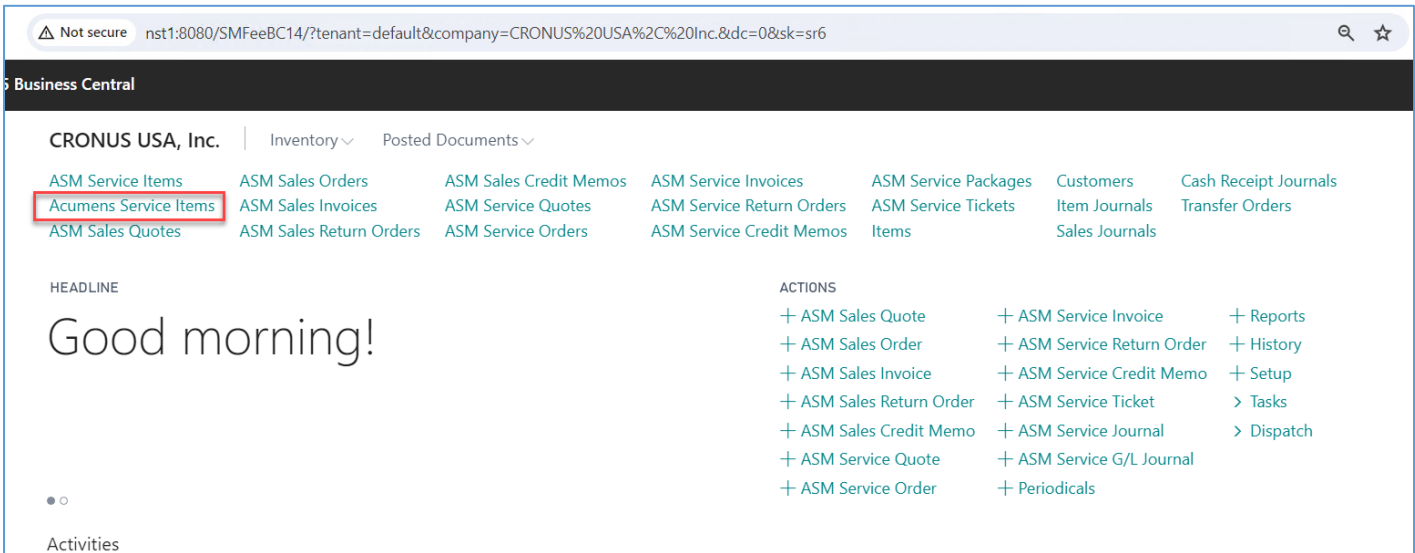 Not secure nst1:8080/SMFeeBC14/?tenant=default&company=CRONUS%20USA%2C%20Inc.&dc=0&sk=sr6
5 Business Central
CRONUS USA, Inc. Inventory Posted Documents
ASM Service Items ASM Sales Orders ASM Sales Credit Memos ASM Service Invoices ASM Service Packages Customers Cash Receipt Journals
Acumens Service Items ASM Sales Invoices ASM Service Quotes ASM Service Return Orders ASM Service Tickets Item Journals Transfer Orders
ASM Sales Quotes ASM Sales Return Orders ASM Service Orders ASM Service Credit Memos Items Sales Journals
HEADLINE
Good morning!
ACTIONS
+ ASM Sales Quote + ASM Service Invoice + Reports
+ ASM Sales Order + ASM Service Return Order + History
+ ASM Sales Invoice + ASM Service Credit Memo + Setup
+ ASM Sales Return Order + ASM Service Ticket > Tasks
+ ASM Sales Credit Memo + ASM Service Journal > Dispatch
+ ASM Service Quote + ASM Service G/L Journal
+ ASM Service Order + Periodicals
Activities